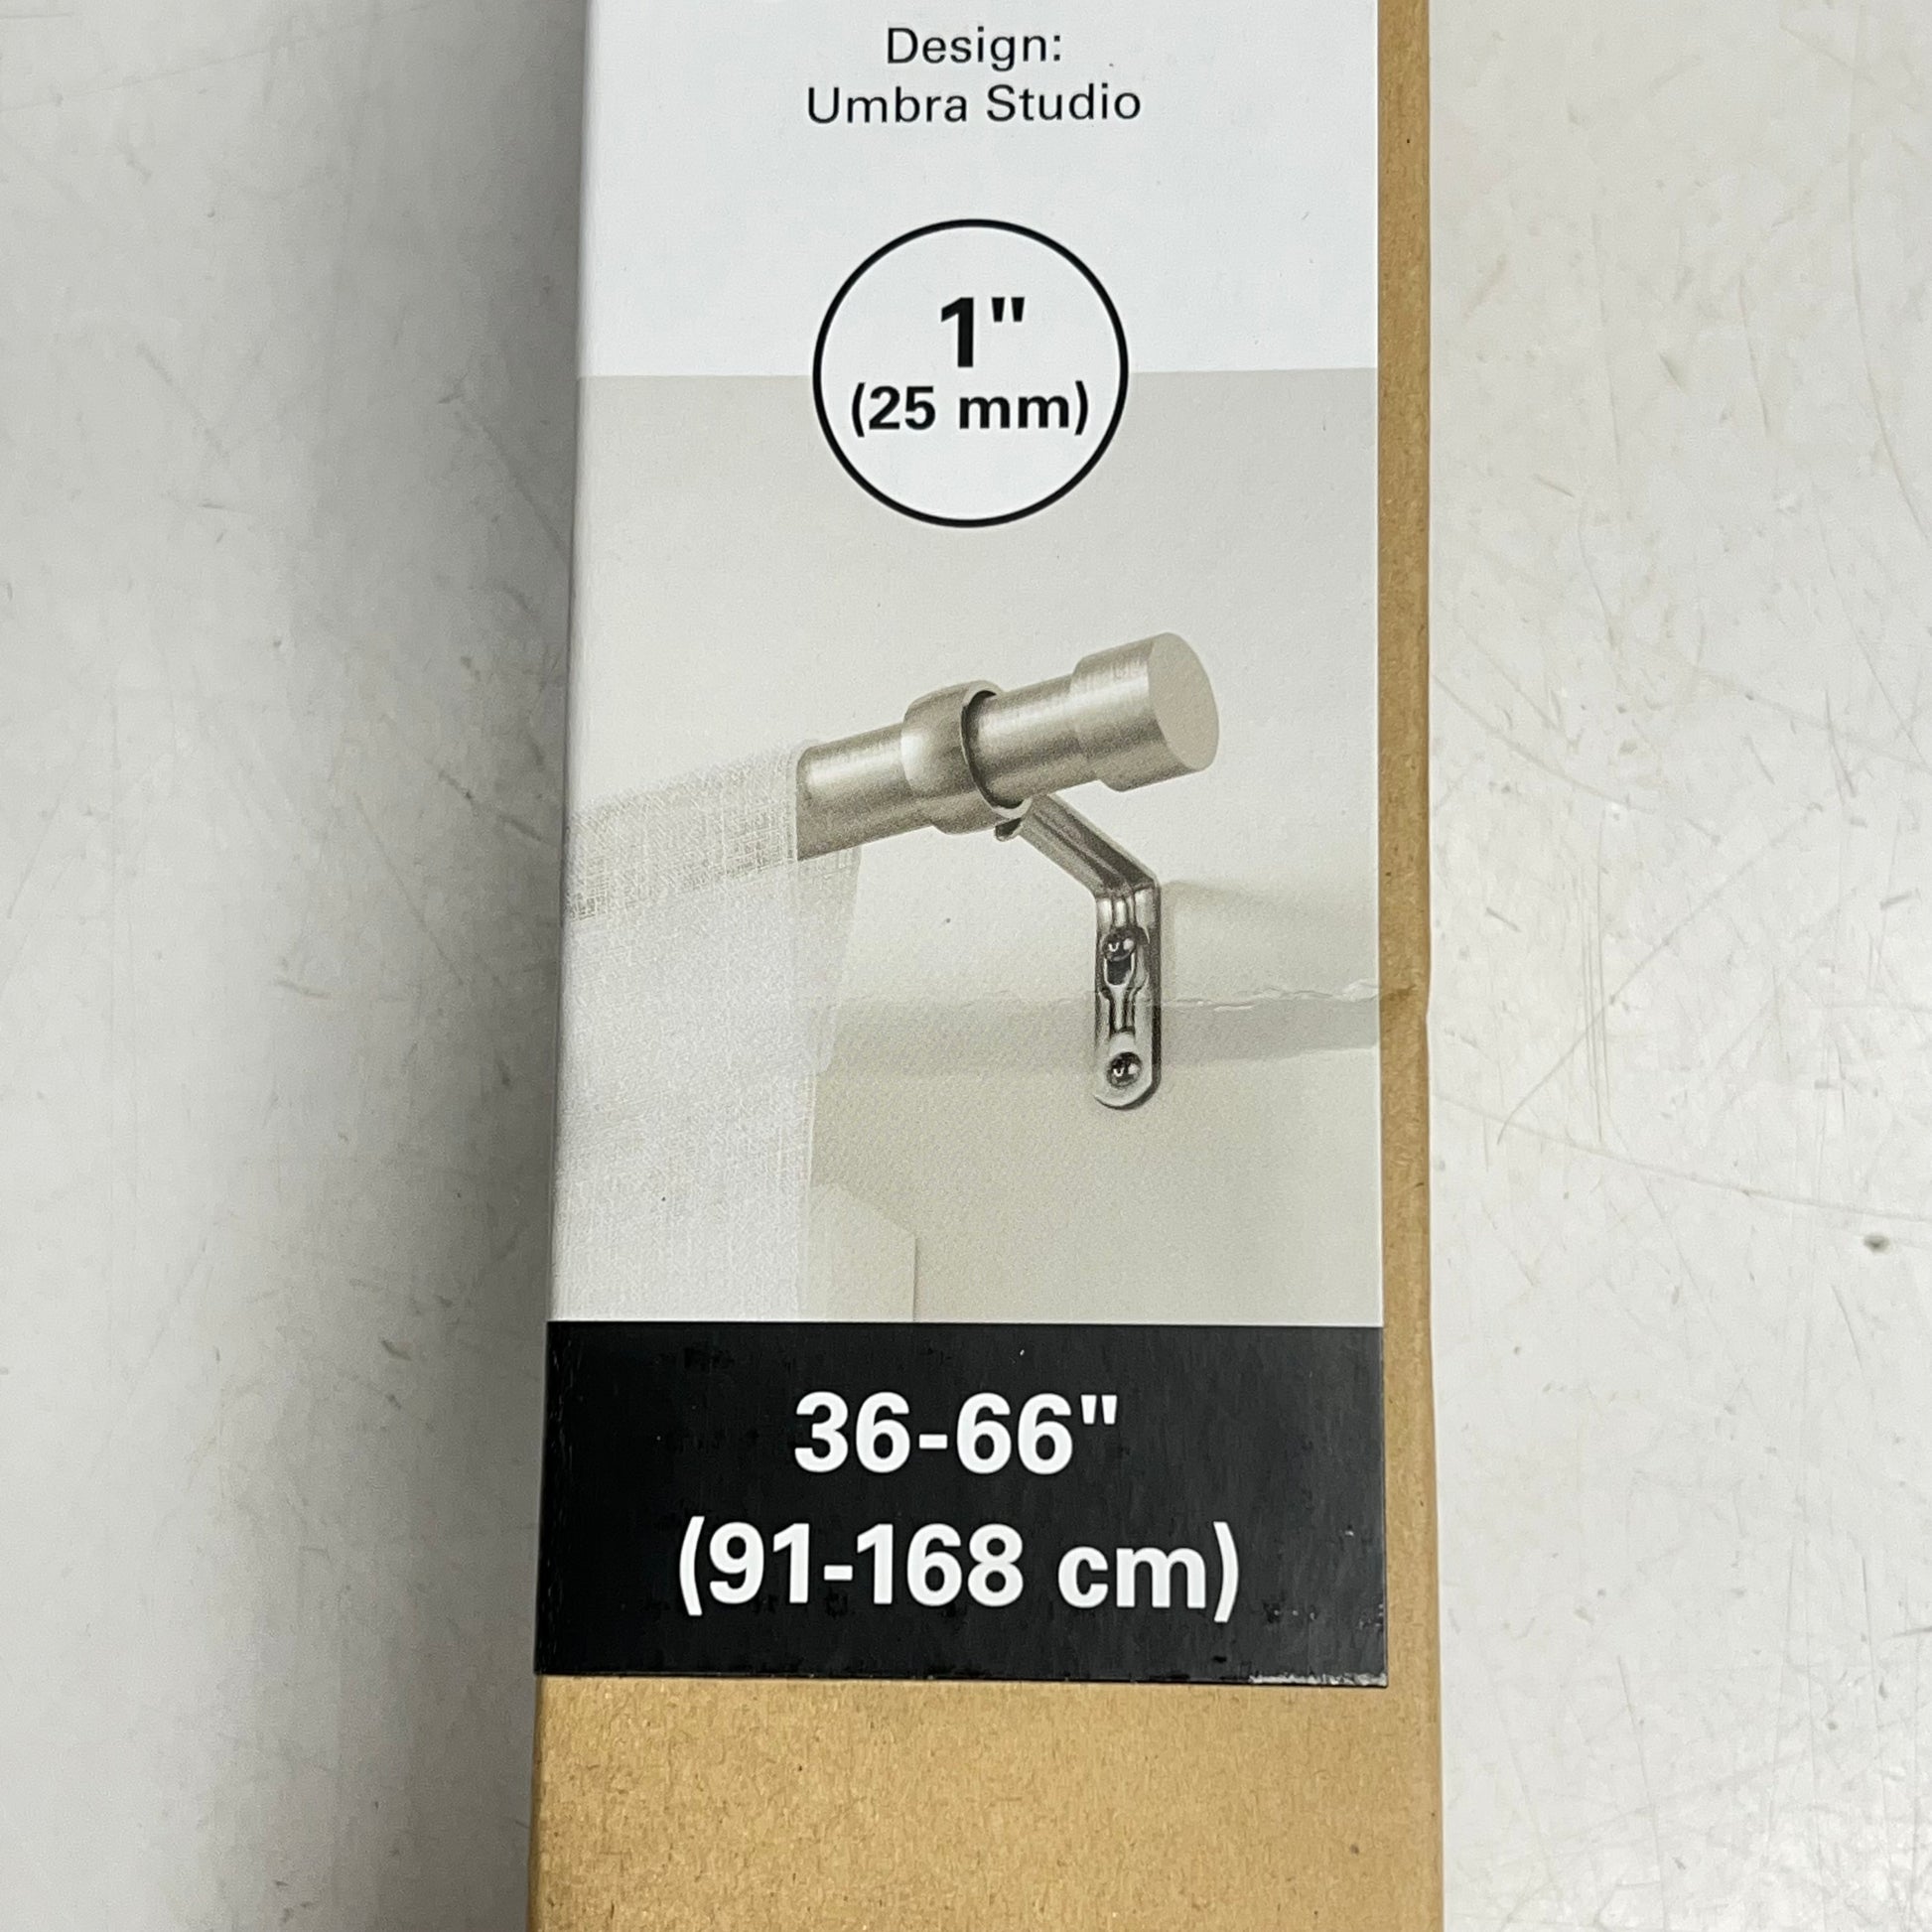 Design:
Umbra Studio
1"
(25 mm)
36-66"
(91-168 cm)